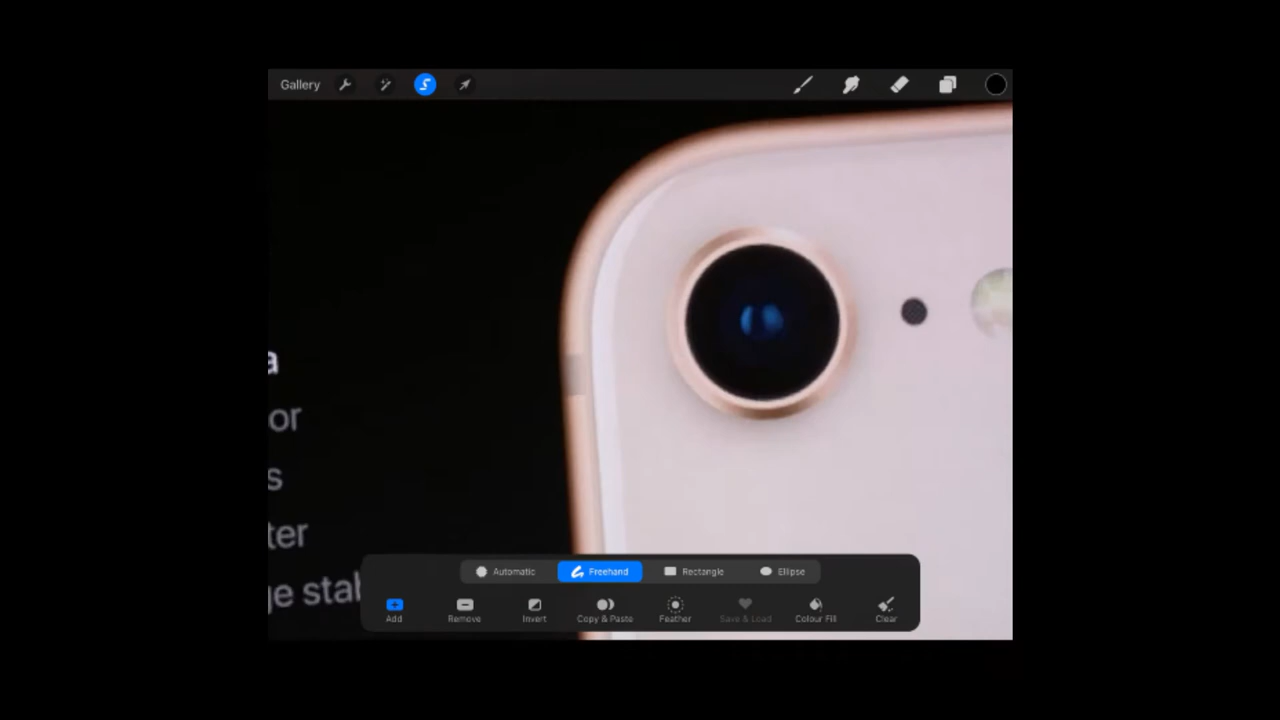 Gallery
a
or
s
ter
ge stab
Automatic Freehand Rectangle Ellipse
Add Remove Invert Copy & Paste Feather Save & Load Colour Fill Clear